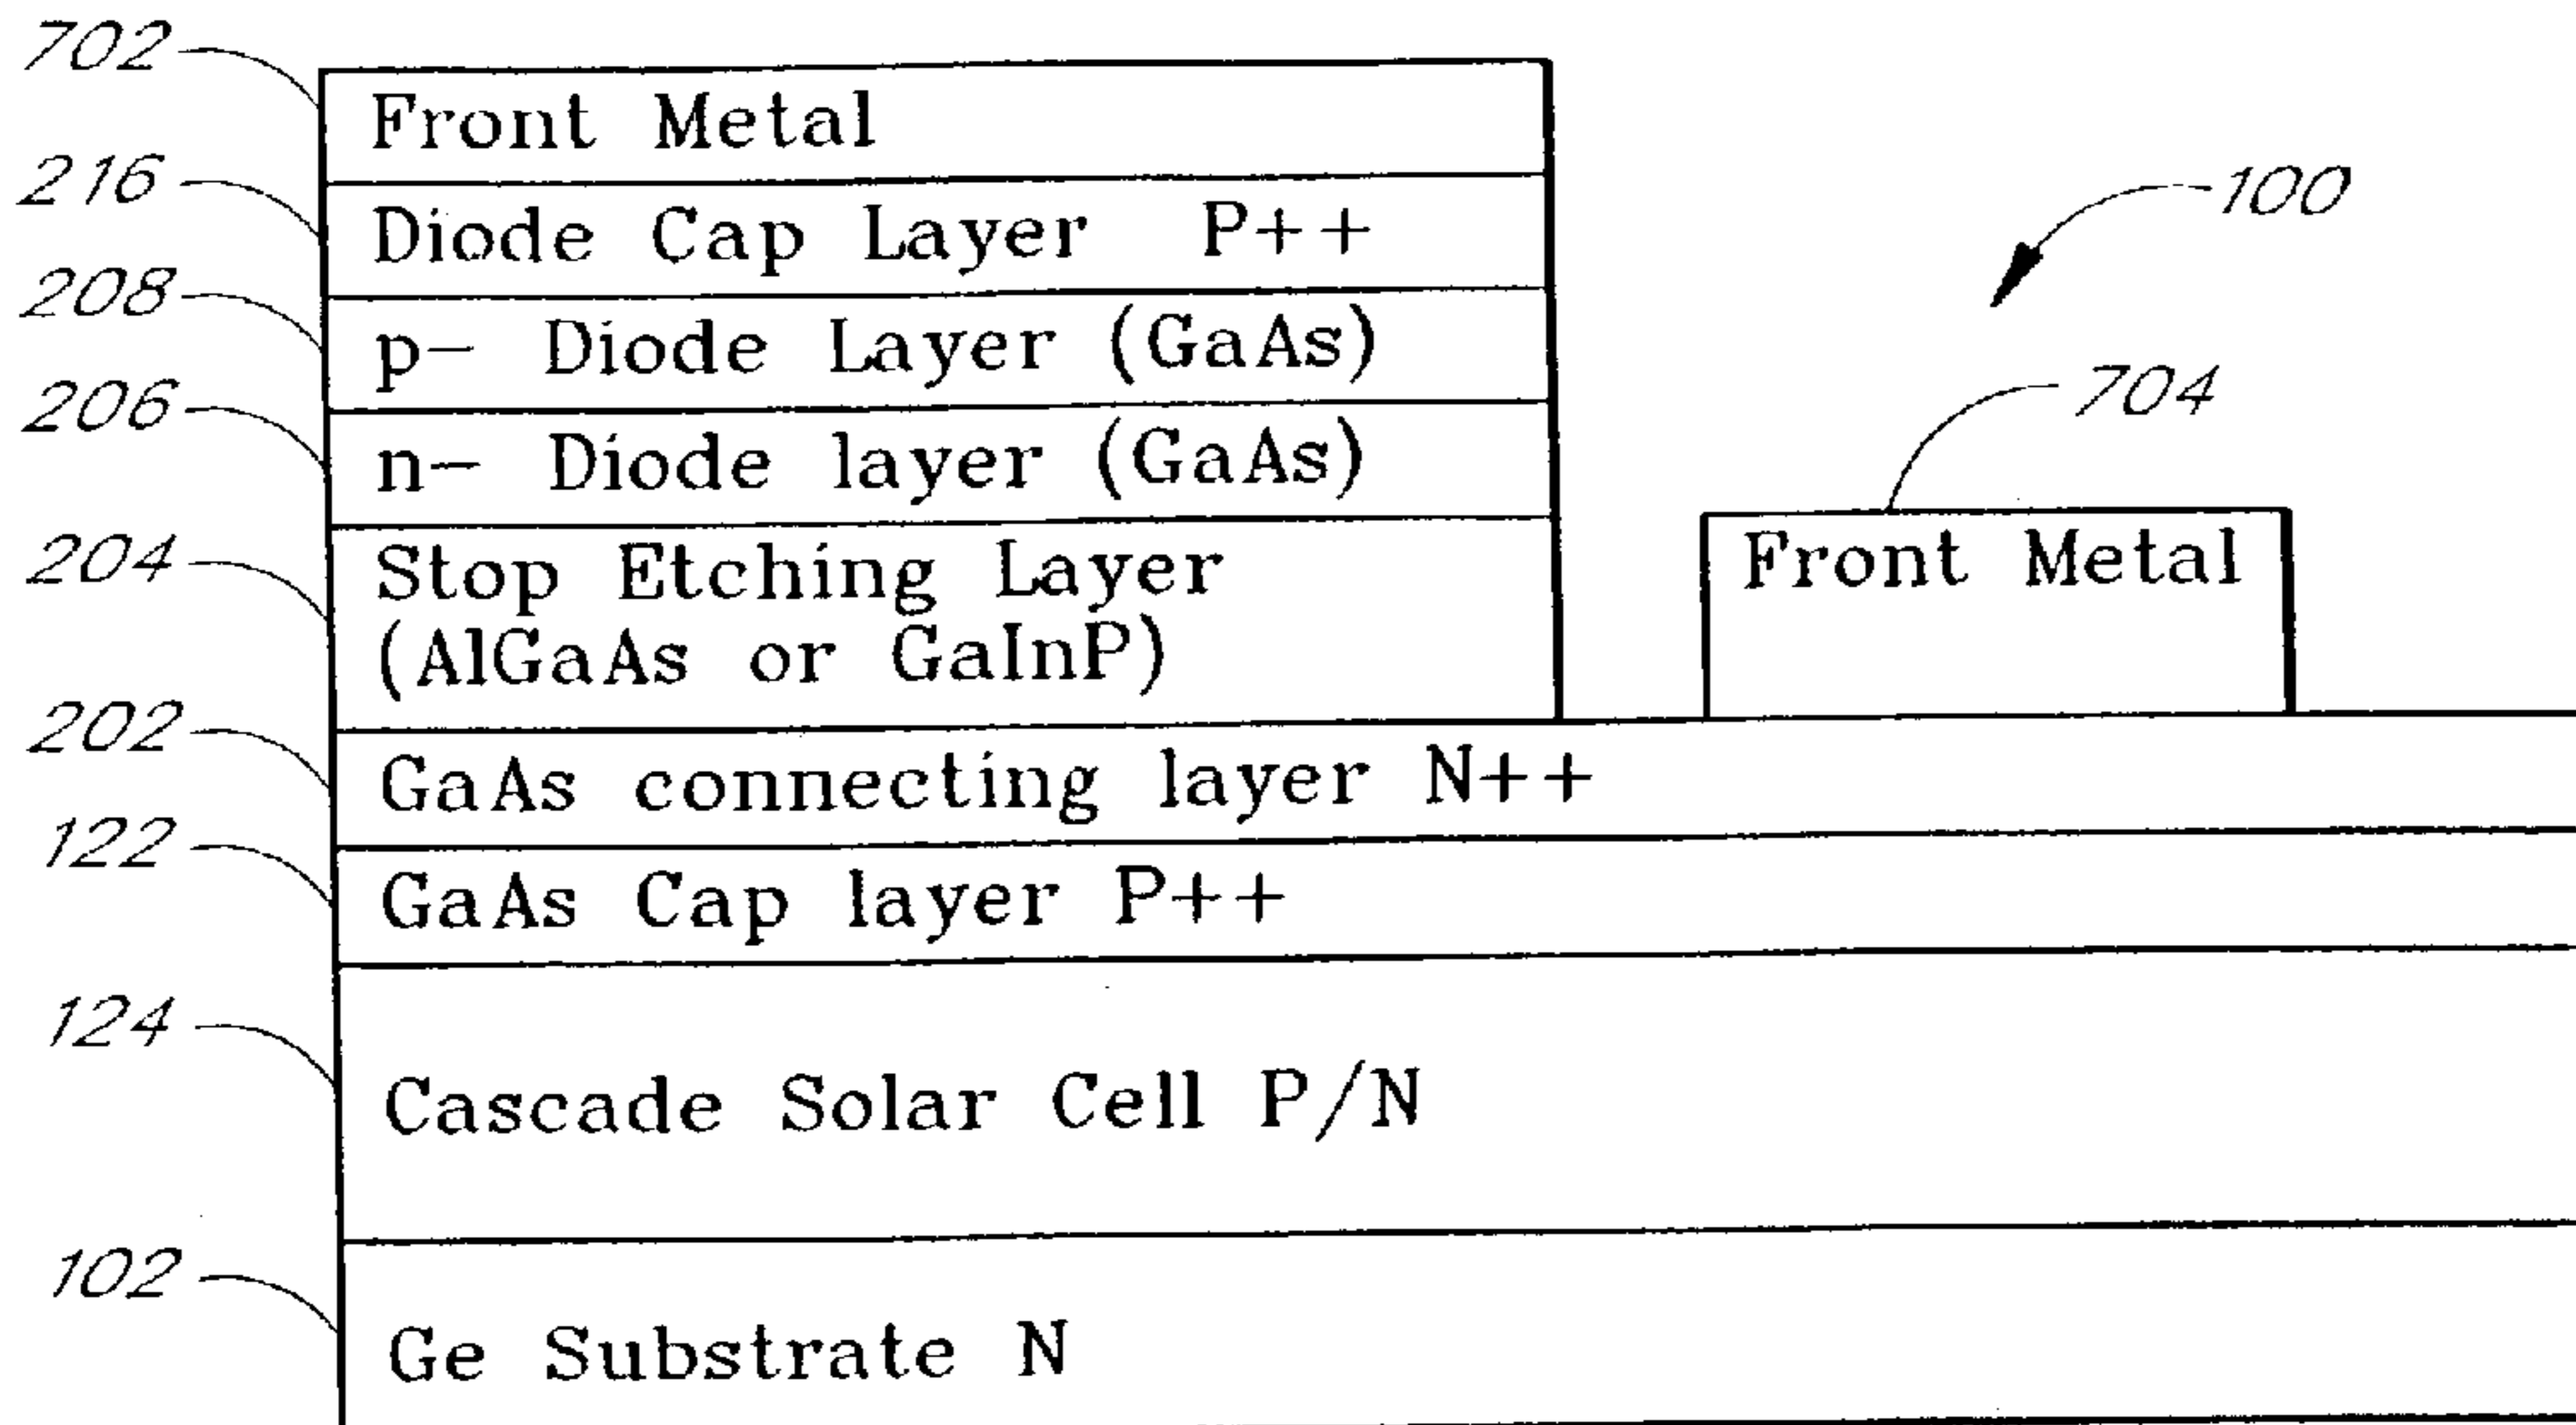 702
Front Metal
216
Diode Cap Layer P++
100
208
p- Diode Layer (GaAs)
704
206
n- Diode layer (GaAs)
204
Stop Etching Layer
(AlGaAs or GaInP)
Front Metal
202
GaAs connecting layer N++
122
GaAs Cap layer P++
124
Cascade Solar Cell P/N
102
Ge Substrate N